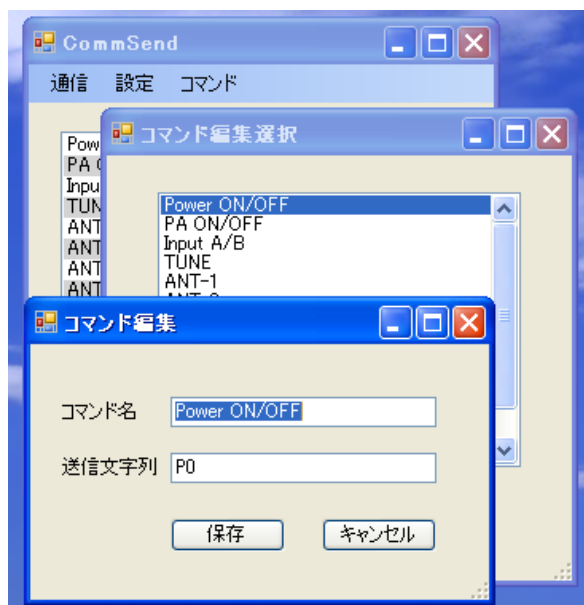 CommSend
通信 設定 コマンド
Pow
PA
Inpu
TUN
ANT
ANT
ANT
ANT
コマンド編集選択
Power ON/OFF
PA ON/OFF
Input A/B
TUNE
ANT-1
コマンド編集
コマンド名 Power ON/OFF
送信文字列 P0
保存 キャンセル